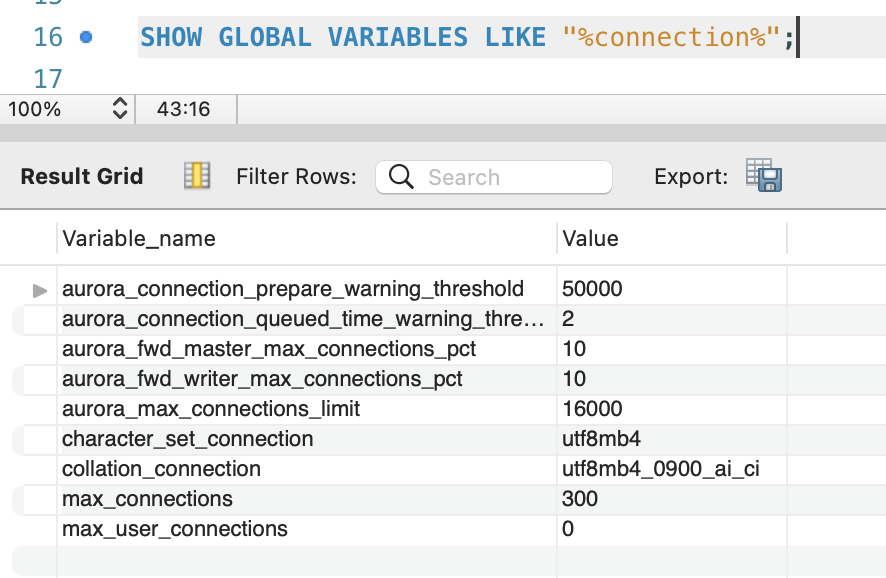 16 SHOW GLOBAL VARIABLES LIKE "%connection%";
17
100% 43:16
Result Grid Filter Rows: Search Export:
Variable_name Value
aurora_connection_prepare_warning_threshold 50000
aurora_connection_queued_time_warning_thre... 2
aurora_fwd_master_max_connections_pct 10
aurora_fwd_writer_max_connections_pct 10
aurora_max_connections_limit 16000
character_set_connection utf8mb4
collation_connection utf8mb4_0900_ai_ci
max_connections 300
max_user_connections 0